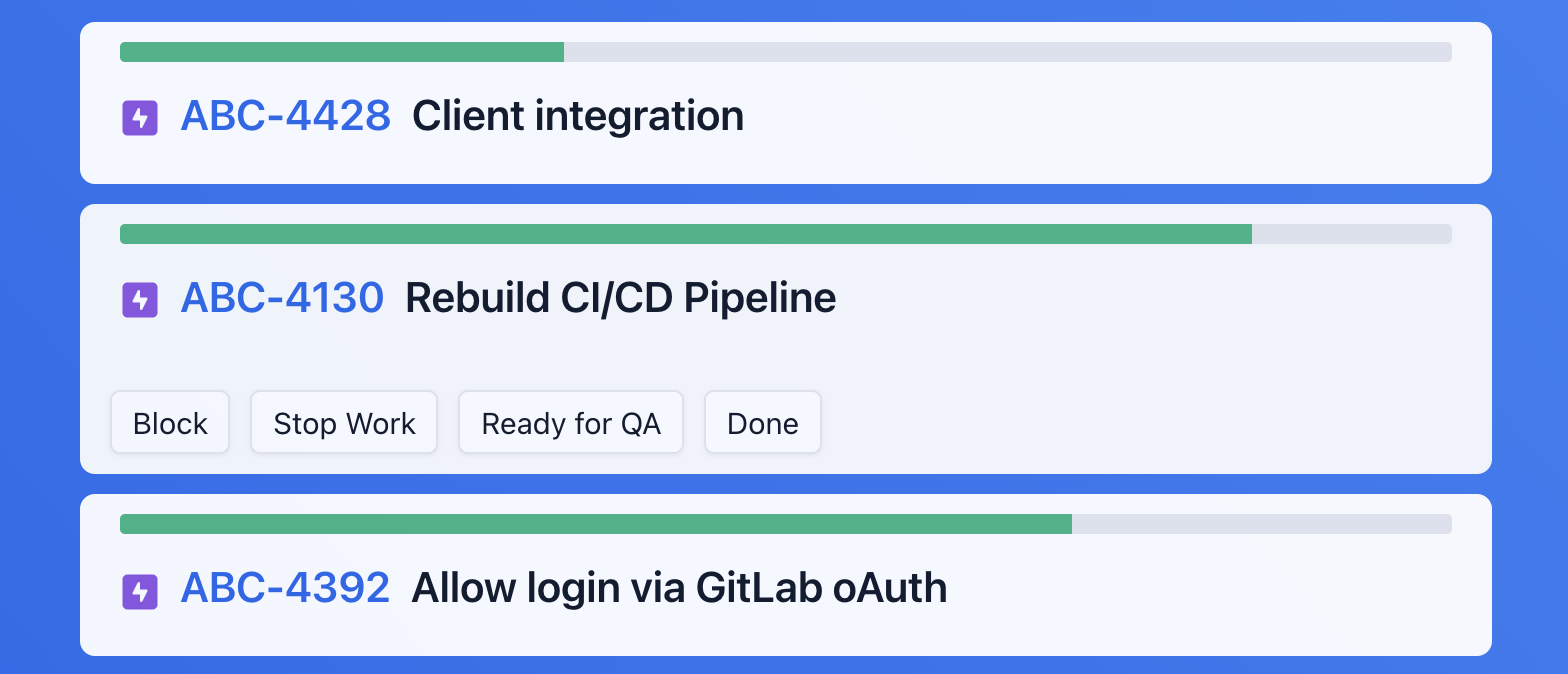 ABC-4428 Client integration
ABC-4130 Rebuild CI/CD Pipeline
Block Stop Work Ready for QA Done
ABC-4392 Allow login via GitLab oAuth